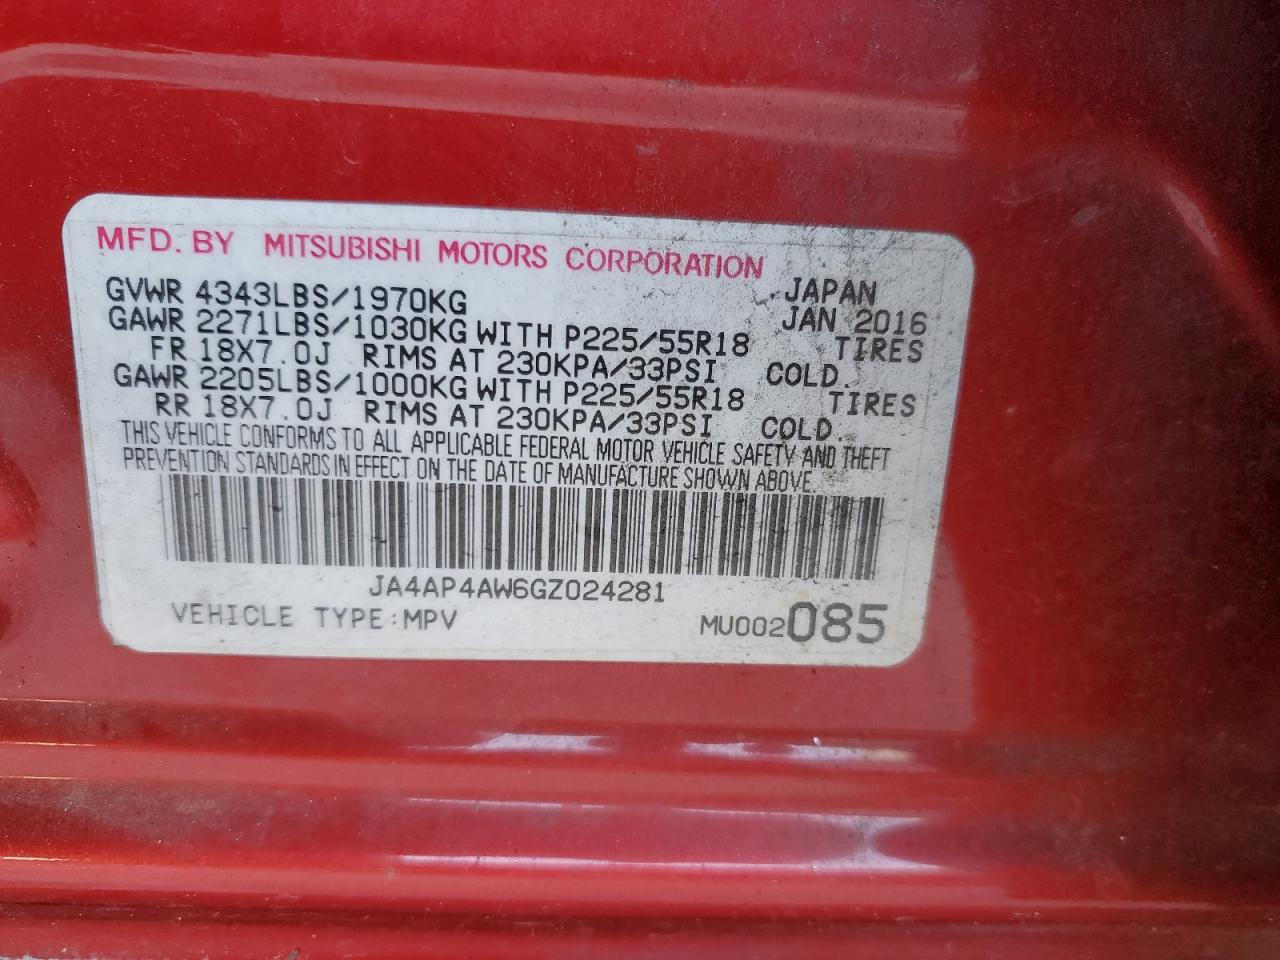 MFD. BY MITSUBISHI MOTORS CORPORATION
JAPAN
GVWR 4343LBS/1970KG JAN 2016
GAWR 2271LBS/1030KG WITH P225/55R18 TIRES
FR 18X7.0J RIMS AT 230KPA/33PSI COLD.
GAWR 2205LBS/1000KG WITH P225/55R18 TIRES
RR 18X7.0J RIMS AT 230KPA/33PSI COLD.
THIS VEHICLE CONFORMS TO ALL APPLICABLE FEDERAL MOTOR VEHICLE SAFETY AND THEFT
PREVENTION STANDARDS IN EFFECT ON THE DATE OF MANUFACTURE SHOWN ABOVE.
JA4AP4AW6GZ024281
VEHICLE TYPE:MPV MU002085